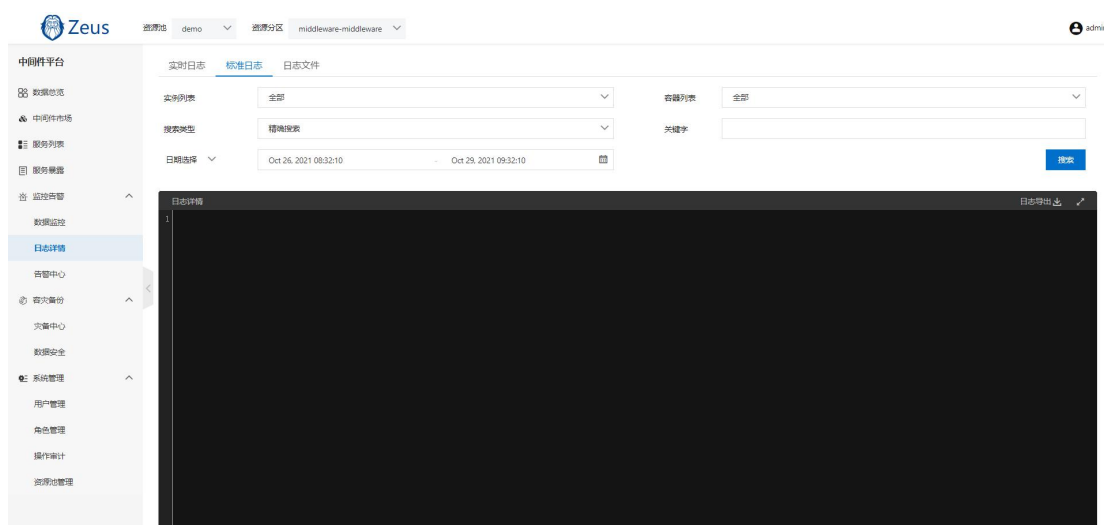 Zeus 资源池 demo 资源分区 middleware-middleware admin
中间件平台
实时日志 标准日志 日志文件
数据总览
实例列表 全部 容器列表 全部
中间件市场
搜索类型 精确搜索 关键字
服务列表
日期选择 Oct 26, 2021 08:32:10 - Oct 29, 2021 09:32:10 搜索
服务暴露
监控告警
日志详情 日志导出
1
数据监控
日志详情
告警中心
容灾备份
灾备中心
数据安全
系统管理
用户管理
角色管理
操作审计
资源池管理